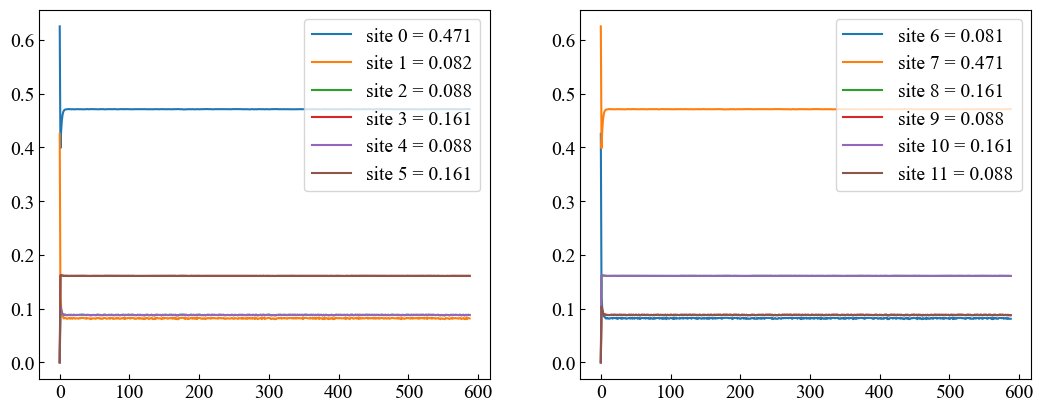 0.6
0.5
0.4
0.3
0.2
0.1
0.0
0 100 200 300 400 500 600
site 0 = 0.471
site 1 = 0.082
site 2 = 0.088
site 3 = 0.161
site 4 = 0.088
site 5 = 0.161
0.6
0.5
0.4
0.3
0.2
0.1
0.0
0 100 200 300 400 500 600
site 6 = 0.081
site 7 = 0.471
site 8 = 0.161
site 9 = 0.088
site 10 = 0.161
site 11 = 0.088